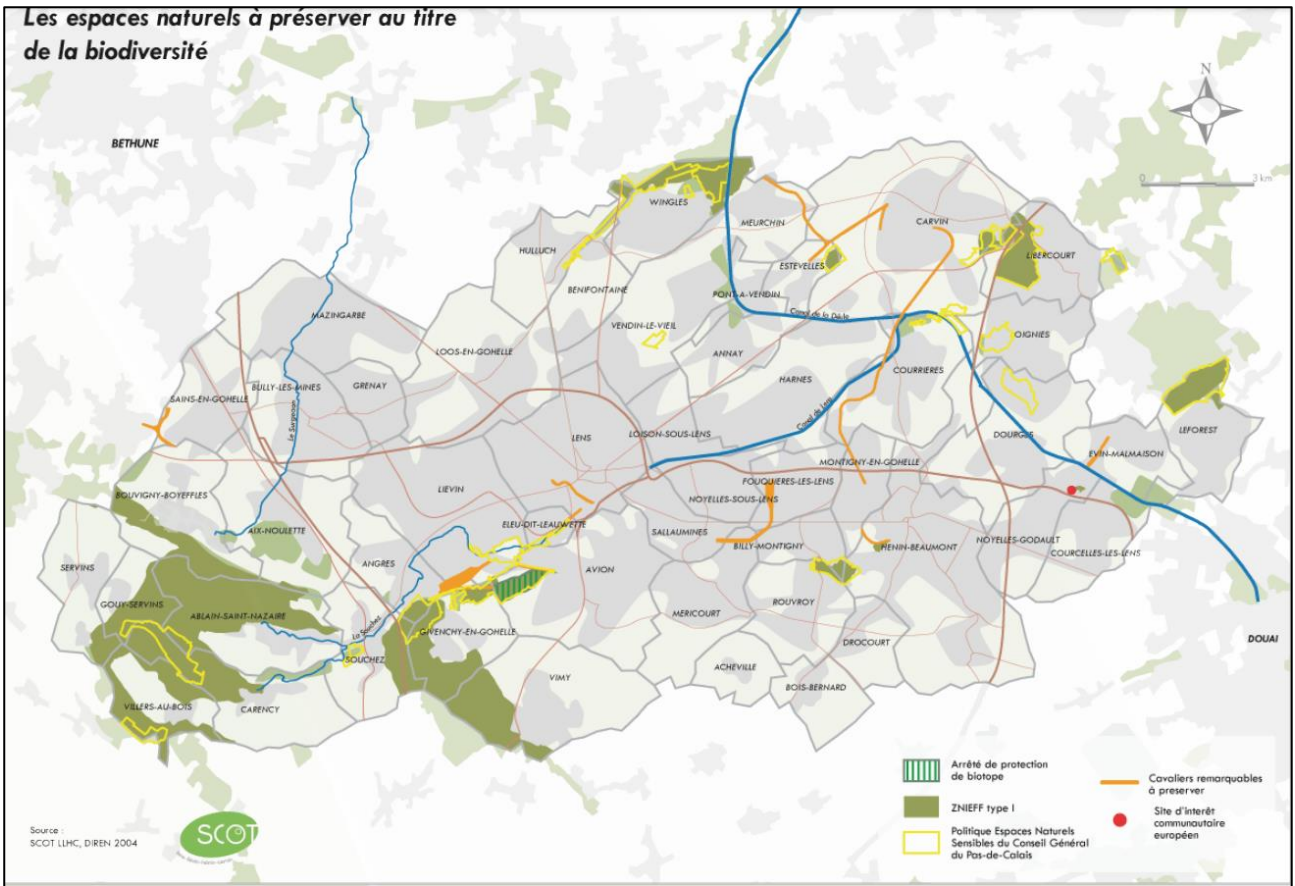 Les espaces naturels à préserver au titre
de la biodiversité
N
BETHUNE
0 3 km
WINGLES
MEURCHIN
CARVIN
HULLUCH
LIBERCOURT
ESTEVELLES
BENIFONTAINE
PONT-A-VENDIN
MAZINGARBE
Canal de la Deûle
VENDIN-LE-VIEIL
OIGNIES
LOOS-EN-GOHELLE
ANNAY
HARNES
COURRIERES
BULLY-LES-MINES
GRENAY
SAINS-EN-GOHELLE
Le Surgeon
Canal de Lens
LEFOREST
LENS
LOISON-SOUS-LENS
DOURGES
EVIN-MALMAISON
MONTIGNY-EN-GOHELLE
LIEVIN
FOUQUIERES-LES-LENS
BOUVIGNY-BOYEFFLES
NOYELLES-SOUS-LENS
ELEU-DIT-LEAUWETTE
AIX-NOULETTE
SALLAUMINES
BILLY-MONTIGNY
HENIN-BEAUMONT
NOYELLES-GODAULT
COURCELLES-LES-LENS
ANGRES
AVION
SERVINS
GOUY-SERVINS
ROUVROY
ABLAIN-SAINT-NAZAIRE
MERICOURT
La Souchez
GIVENCHY-EN-GOHELLE
DROCOURT
DOUAI
SOUCHEZ
ACHEVILLE
VIMY
BOIS-BERNARD
VILLERS-AU-BOIS
CARENCY
Arrêté de protection
de biotope
ZNIEFF type I
Politique Espaces Naturels
Sensibles du Conseil Général
du Pas-de-Calais
Cavaliers remarquables
à preserver
Site d'interêt
communautaire
européen
Source :
SCOT LLHC, DIREN 2004
SCOT